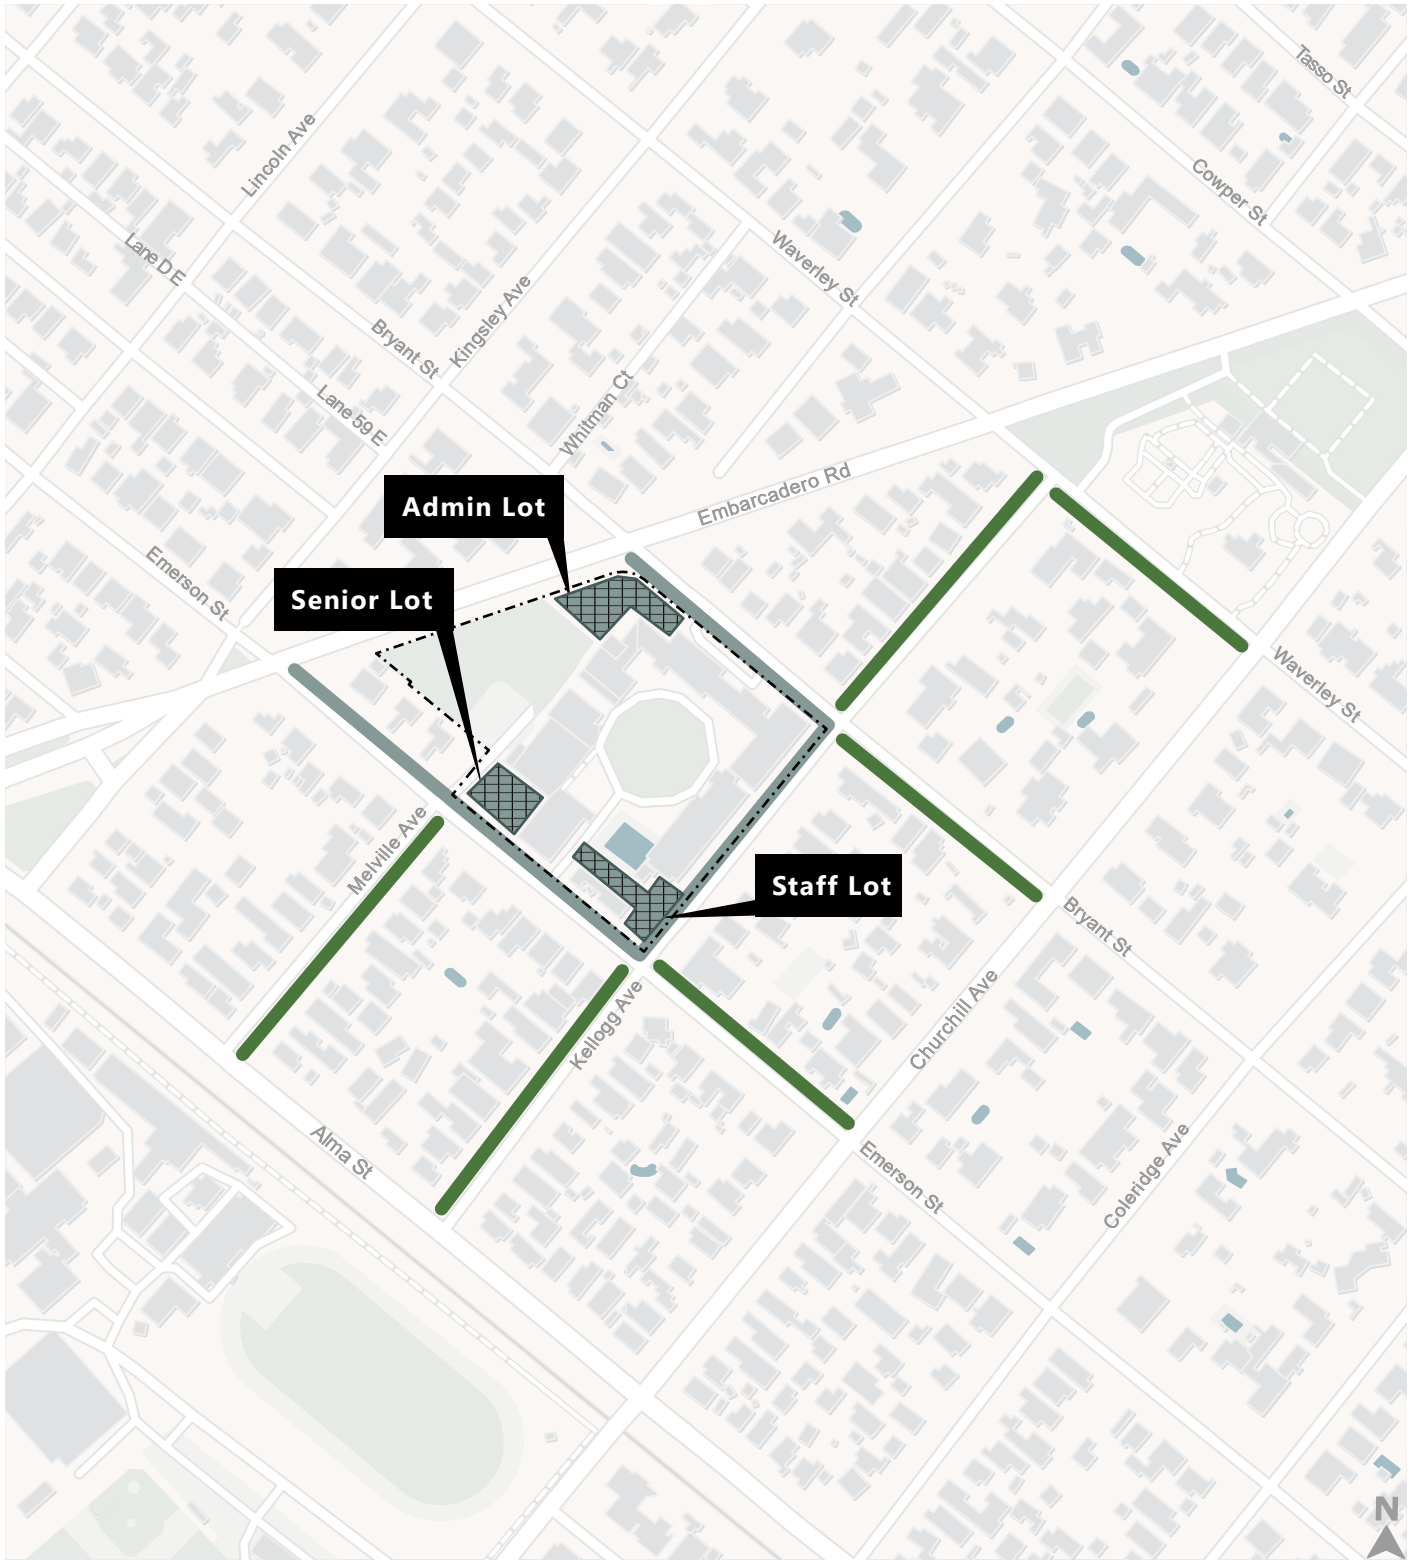 Tasso St
Lincoln Ave
Cowper St
Lane D E
Waverley St
Kingsley Ave
Bryant St
Whitman Ct
Lane 59 E
Embarcadero Rd
Admin Lot
Emerson St
Senior Lot
Waverley St
Melville Ave
Staff Lot
Bryant St
Kellogg Ave
Churchill Ave
Alma St
Emerson St
Coleridge Ave
N